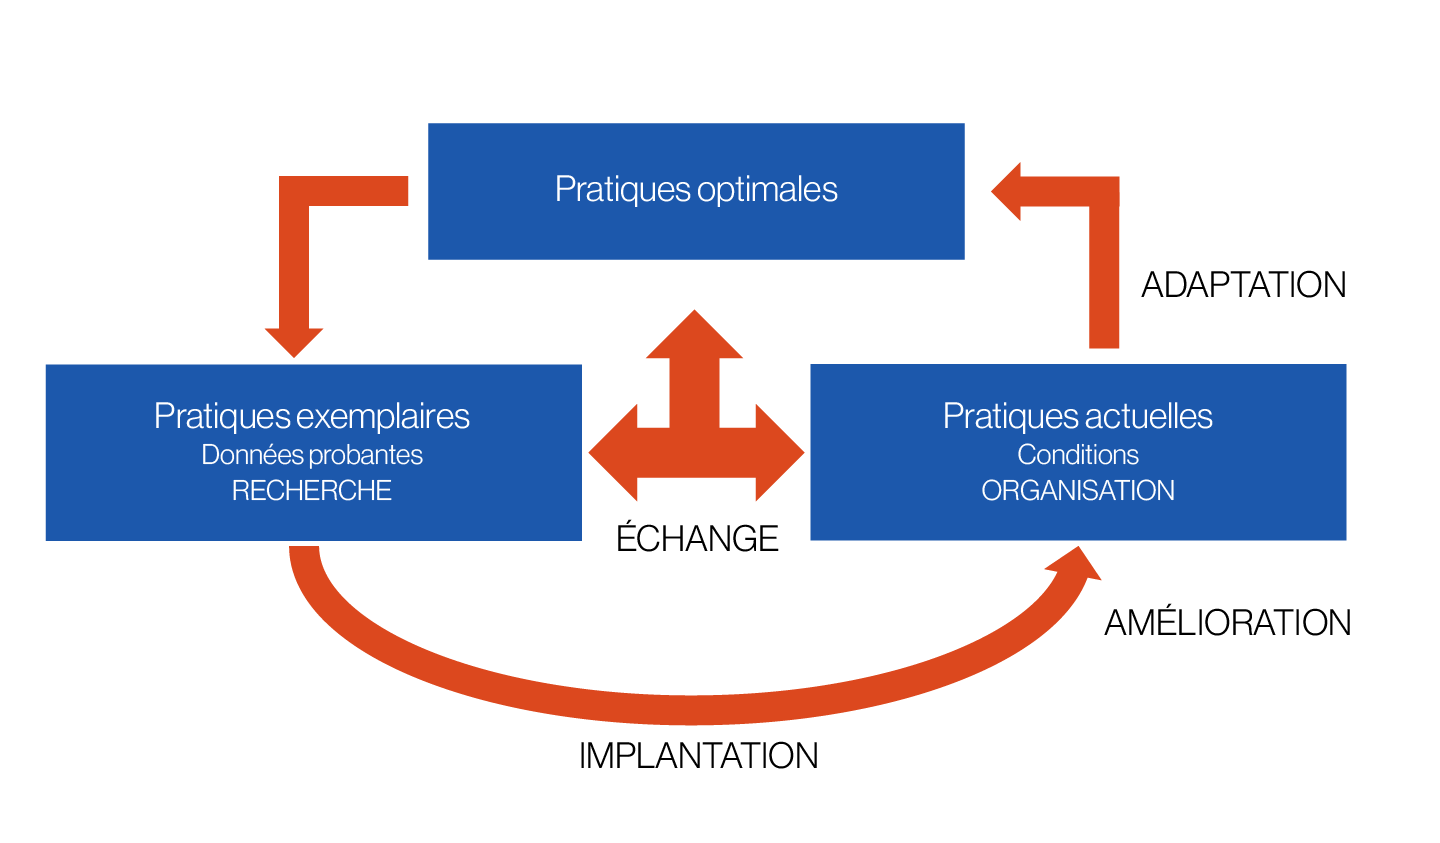 Pratiques optimales
ADAPTATION
Pratiques exemplaires
Données probantes
RECHERCHE
Pratiques actuelles
Conditions
ORGANISATION
ÉCHANGE
AMÉLIORATION
IMPLANTATION